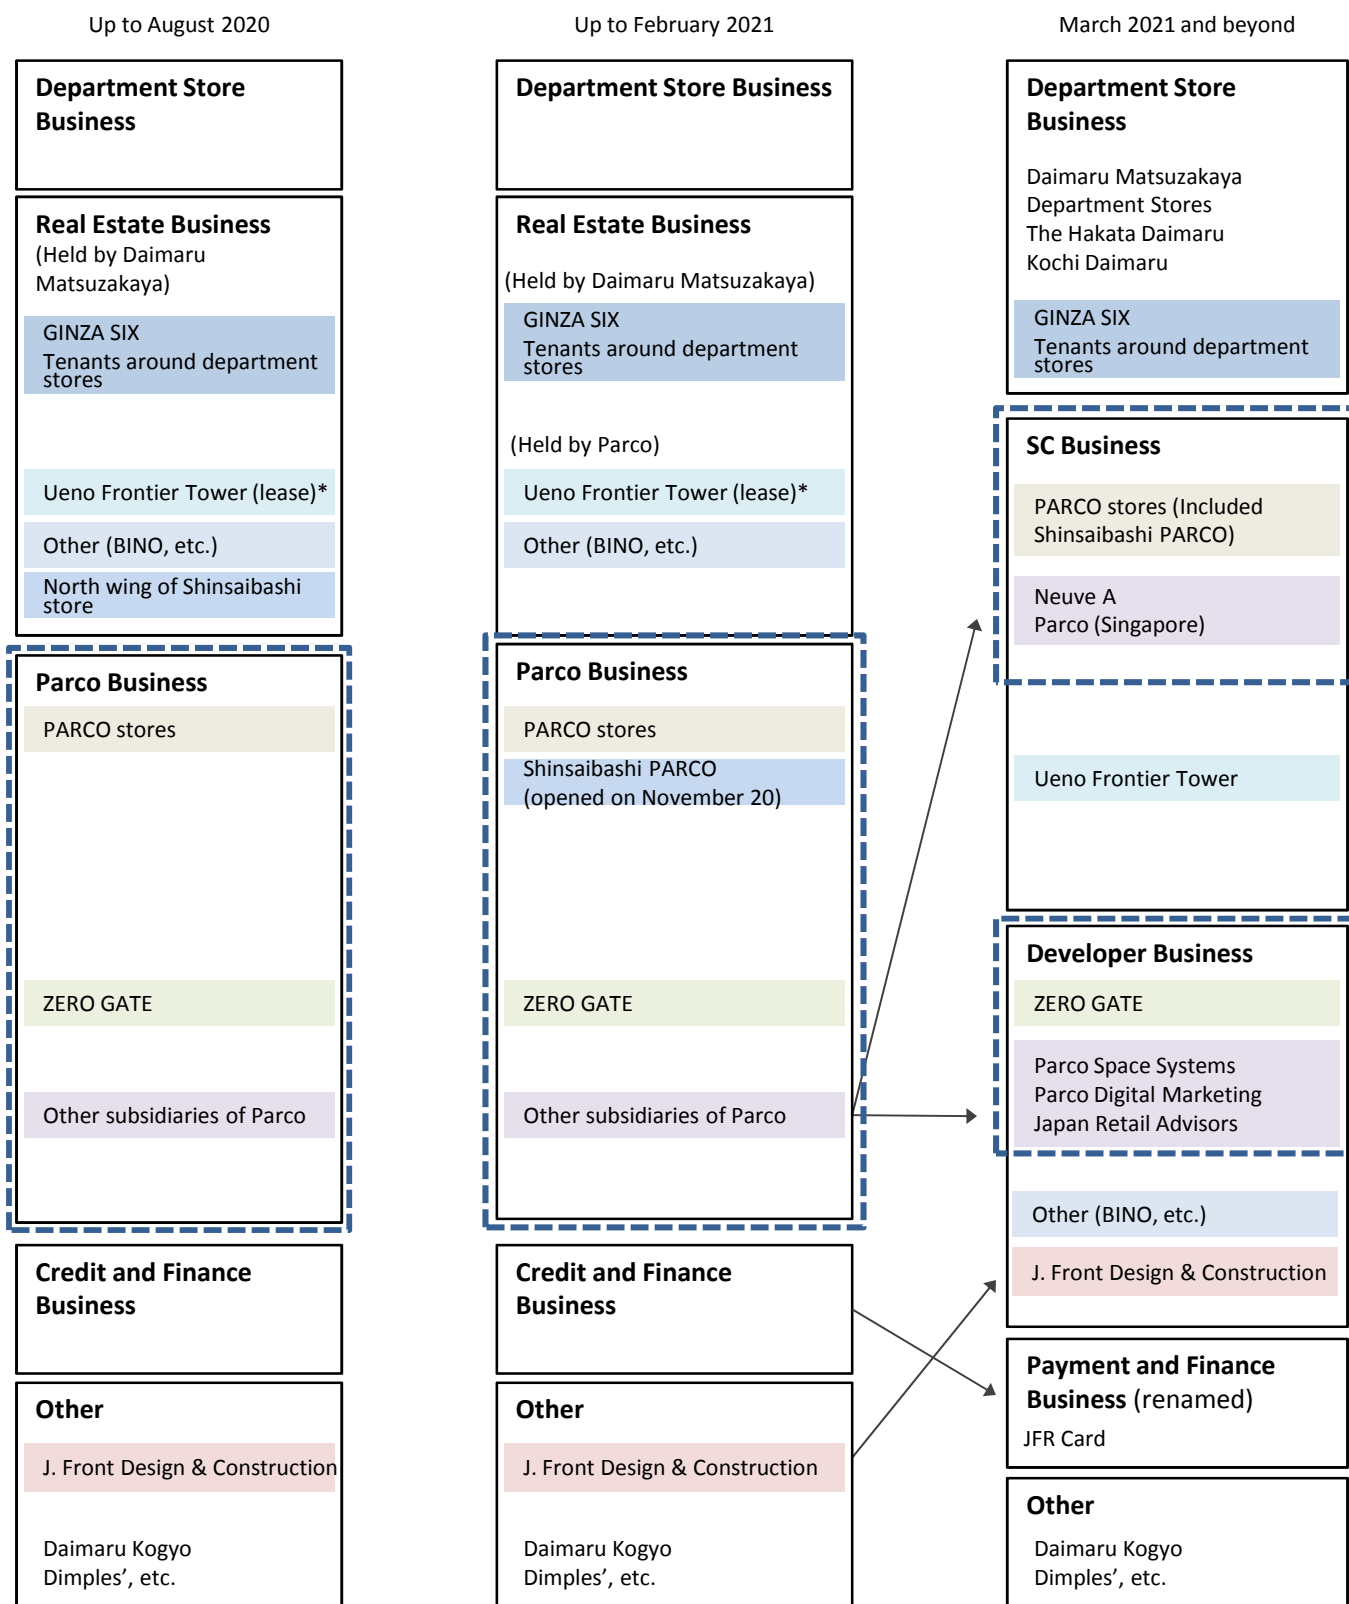 Up to August 2020
Department Store
Business
Real Estate Business
(Held by Daimaru
Matsuzakaya)
GINZA SIX
Tenants around department
stores
Ueno Frontier Tower (lease)*
Other (BINO, etc.)
North wing of Shinsaibashi
store
Parco Business
PARCO stores
ZERO GATE
Other subsidiaries of Parco
Credit and Finance
Business
Other
J. Front Design & Construction
Daimaru Kogyo
Dimples', etc.
Up to February 2021
Department Store Business
Real Estate Business
(Held by Daimaru Matsuzakaya)
GINZA SIX
Tenants around department
stores
(Held by Parco)
Ueno Frontier Tower (lease)*
Other (BINO, etc.)
Parco Business
PARCO stores
Shinsaibashi PARCO
(opened on November 20)
ZERO GATE
Other subsidiaries of Parco
Credit and Finance
Business
Other
J. Front Design & Construction
Daimaru Kogyo
Dimples', etc.
March 2021 and beyond
Department Store
Business
Daimaru Matsuzakaya
Department Stores
The Hakata Daimaru
Kochi Daimaru
GINZA SIX
Tenants around department
stores
SC Business
PARCO stores (Included
Shinsaibashi PARCO)
Neuve A
Parco (Singapore)
Ueno Frontier Tower
Developer Business
ZERO GATE
Parco Space Systems
Parco Digital Marketing
Japan Retail Advisors
Other (BINO, etc.)
J. Front Design & Construction
Payment and Finance
Business (renamed)
JFR Card
Other
Daimaru Kogyo
Dimples', etc.